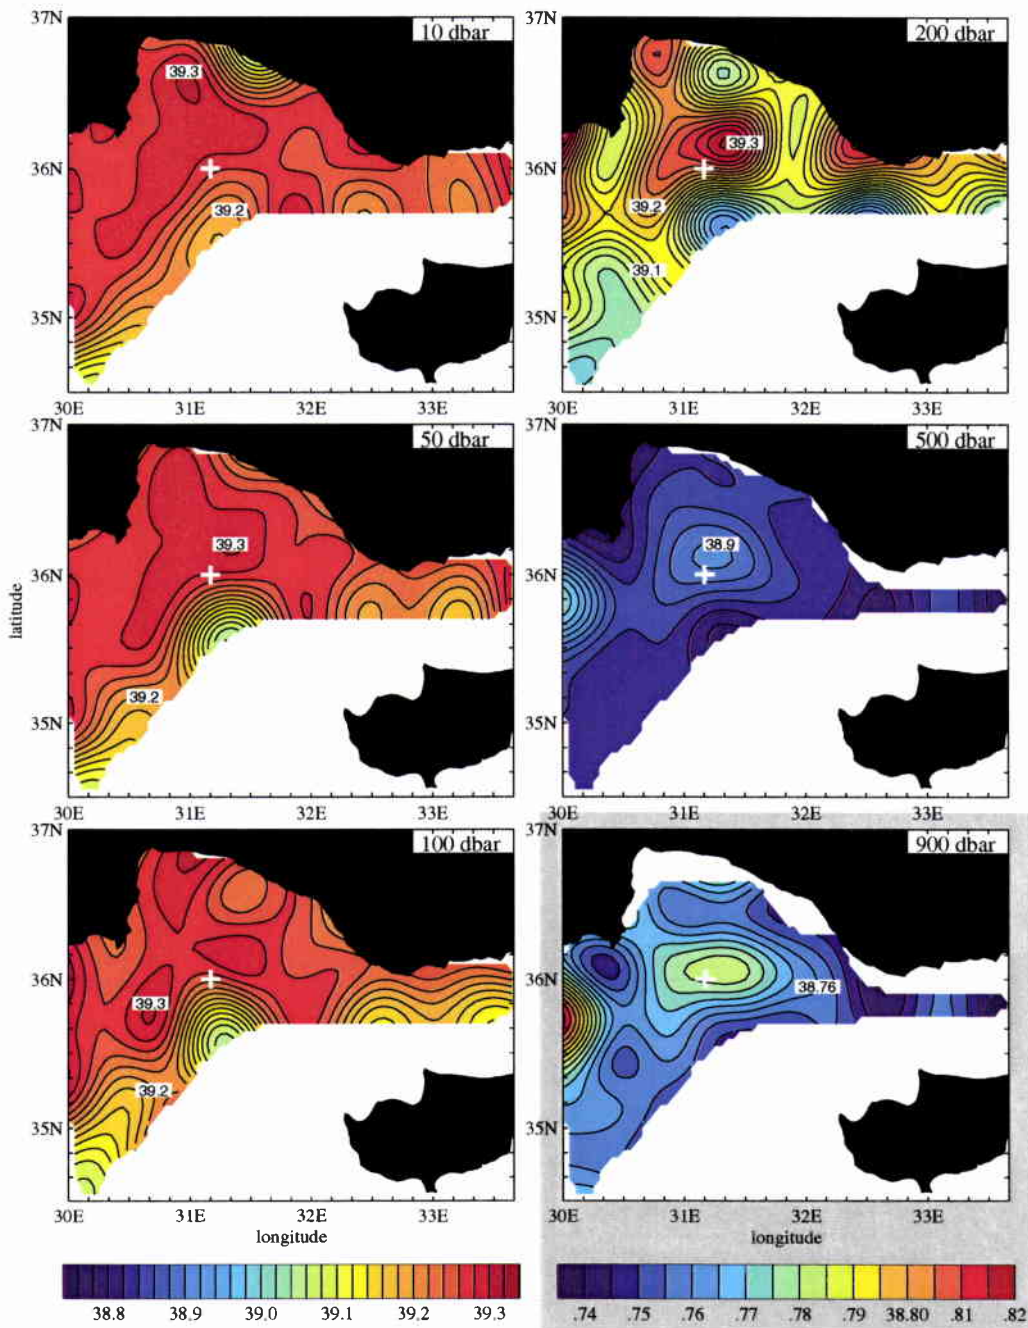 37N
10 dbar
39.3
36N
39.2
35N
30E 31E 32E 33E
37N
200 dbar
39.3
36N
39.2
39.1
35N
30E 31E 32E 33E
37N
50 dbar
39.3
36N
39.2
35N
30E 31E 32E 33E
latitude
37N
500 dbar
38.9
36N
35N
30E 31E 32E 33E
37N
100 dbar
36N
39.3
39.2
35N
30E 31E 32E 33E
longitude
37N
900 dbar
36N
38.76
35N
30E 31E 32E 33E
longitude
38.8 38.9 39.0 39.1 39.2 39.3
.74 .75 .76 .77 .78 .79 38.80 .81 .82